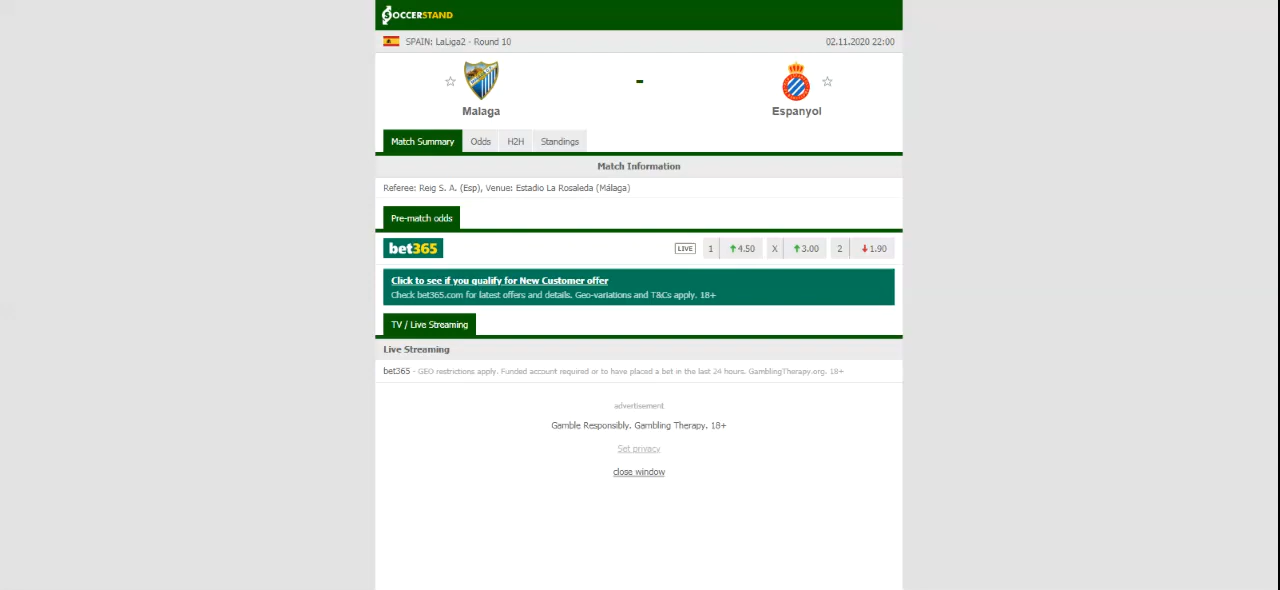 SOCCERSTAND
SPAIN: LaLiga2 - Round 10 02.11.2020 22:00
-
Malaga Espanyol
Match Summary Odds H2H Standings
Match Information
Referee: Reig S. A. (Esp), Venue: Estadio La Rosaleda (Málaga)
Pre-match odds
bet365 LIVE 1 4.50 X 3.00 2 1.90
Click to see if you qualify for New Customer offer
Check bet365.com for latest offers and details. Geo-variations and T&Cs apply. 18+
TV / Live Streaming
Live Streaming
bet365 - GEO restrictions apply. Funded account required or to have placed a bet in the last 24 hours. GamblingTherapy.org. 18+
advertisement
Gamble Responsibly. Gambling Therapy. 18+
Set privacy
close window